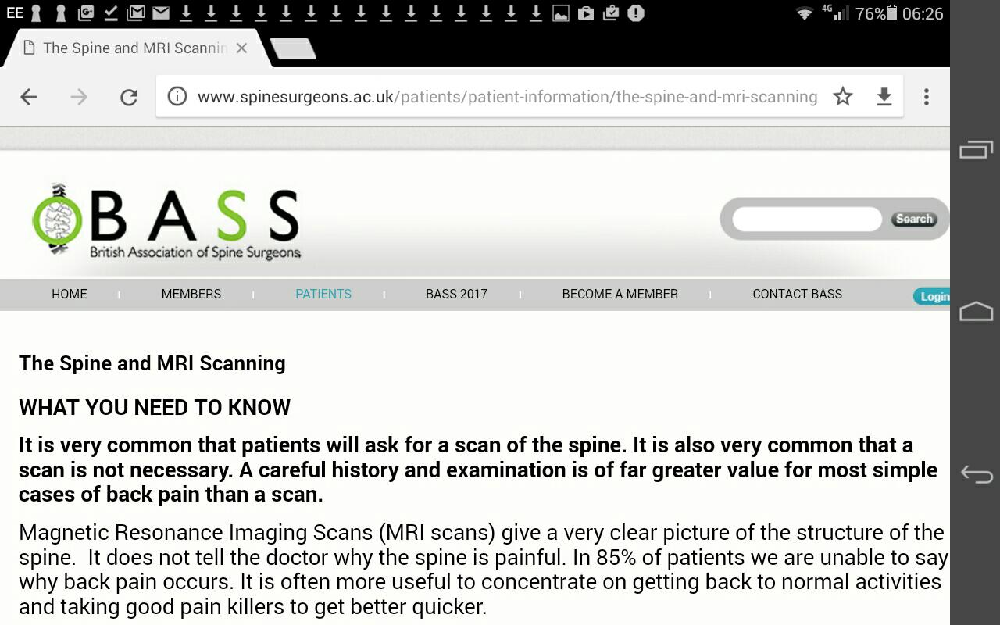 EE 4G 76% 06:26
The Spine and MRI Scannin
www.spinesurgeons.ac.uk/patients/patient-information/the-spine-and-mri-scanning
BASS
British Association of Spine Surgeons
Search
HOME MEMBERS PATIENTS BASS 2017 BECOME A MEMBER CONTACT BASS Login
The Spine and MRI Scanning
WHAT YOU NEED TO KNOW
It is very common that patients will ask for a scan of the spine. It is also very common that a
scan is not necessary. A careful history and examination is of far greater value for most simple
cases of back pain than a scan.
Magnetic Resonance Imaging Scans (MRI scans) give a very clear picture of the structure of the
spine.  It does not tell the doctor why the spine is painful. In 85% of patients we are unable to say
why back pain occurs. It is often more useful to concentrate on getting back to normal activities
and taking good pain killers to get better quicker.